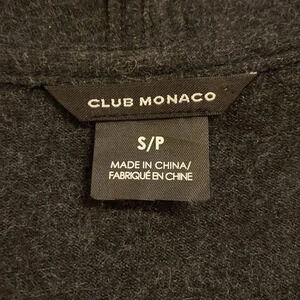 CLUB MONACO
S/P
MADE IN CHINA/
FABRIQUÉ EN CHINE